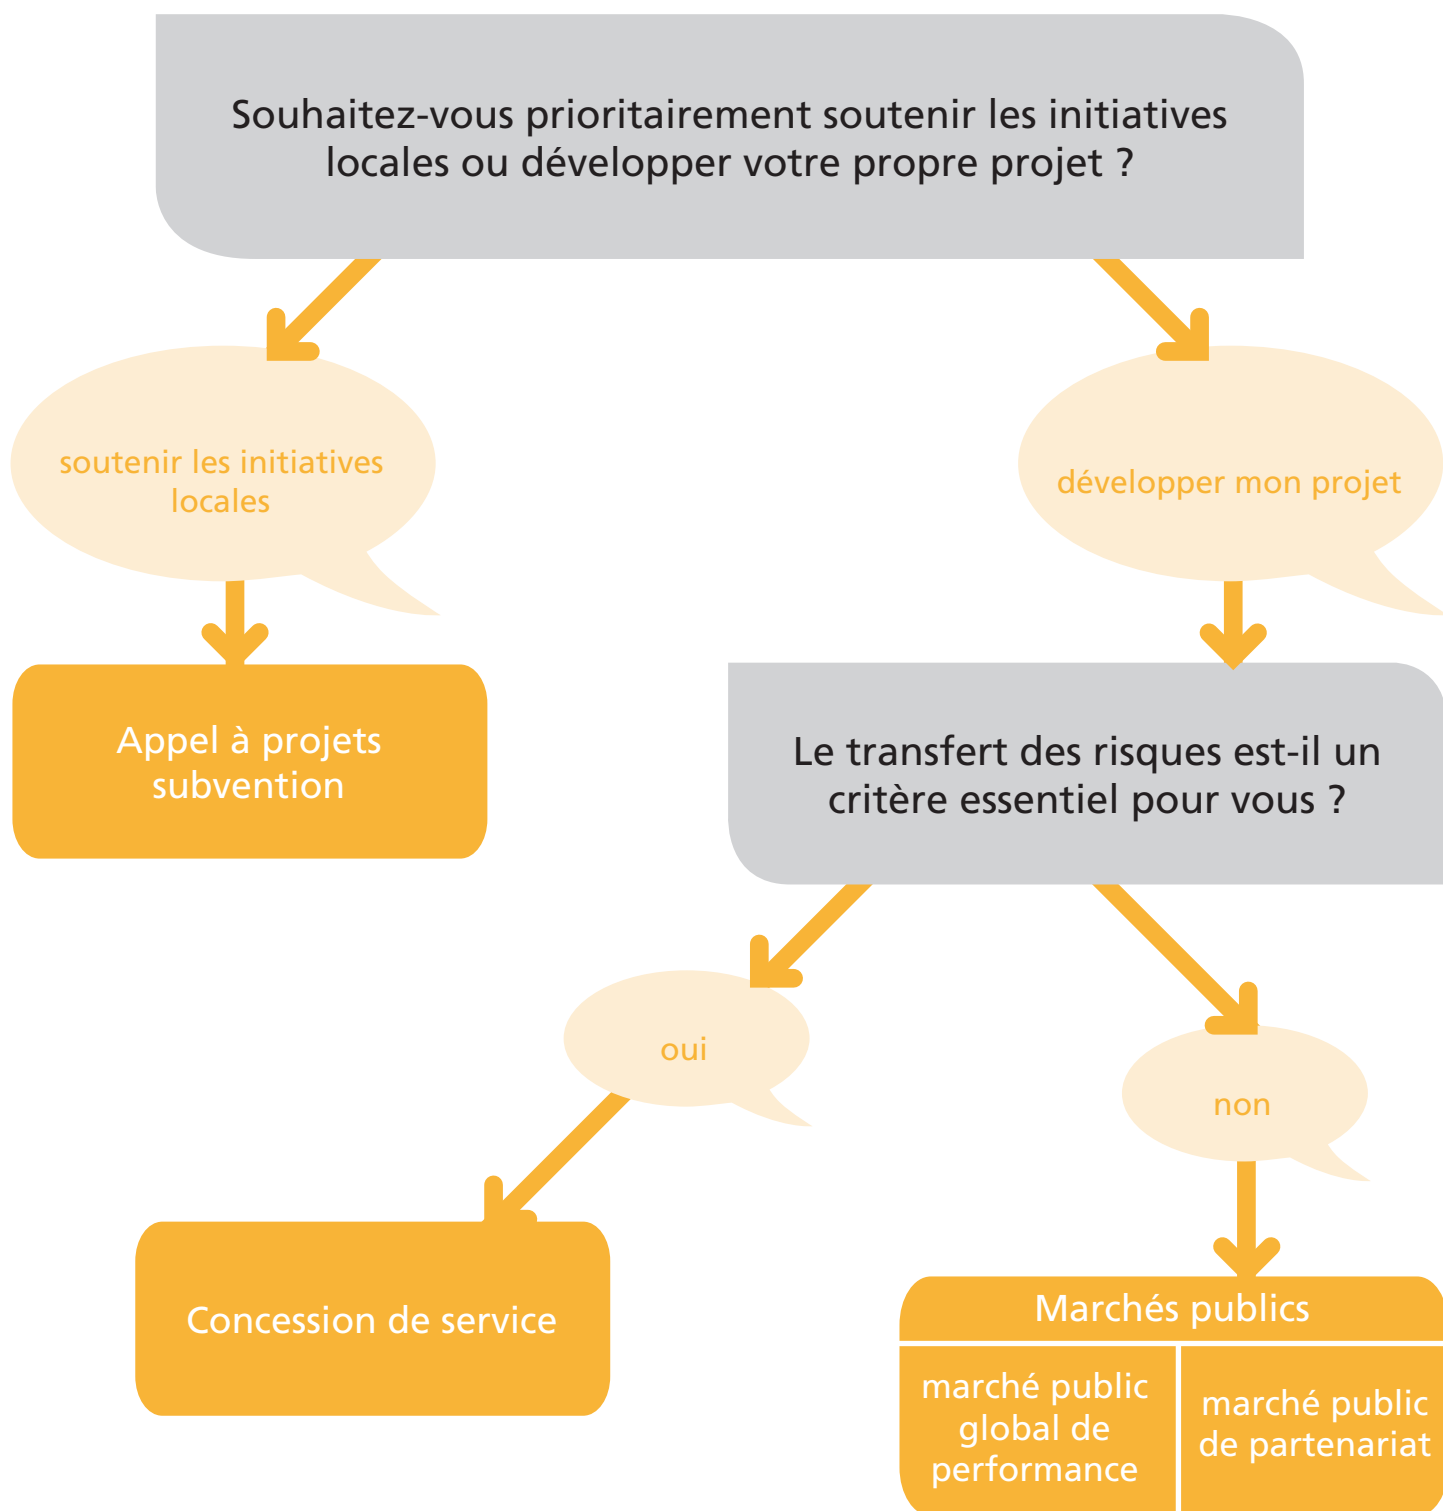 Souhaitez-vous prioritairement soutenir les initiatives
locales ou développer votre propre projet ?
soutenir les initiatives
locales
développer mon projet
Appel à projets
subvention
Le transfert des risques est-il un
critère essentiel pour vous ?
oui
non
Concession de service
Marchés publics
marché public
global de
performance
marché public
de partenariat